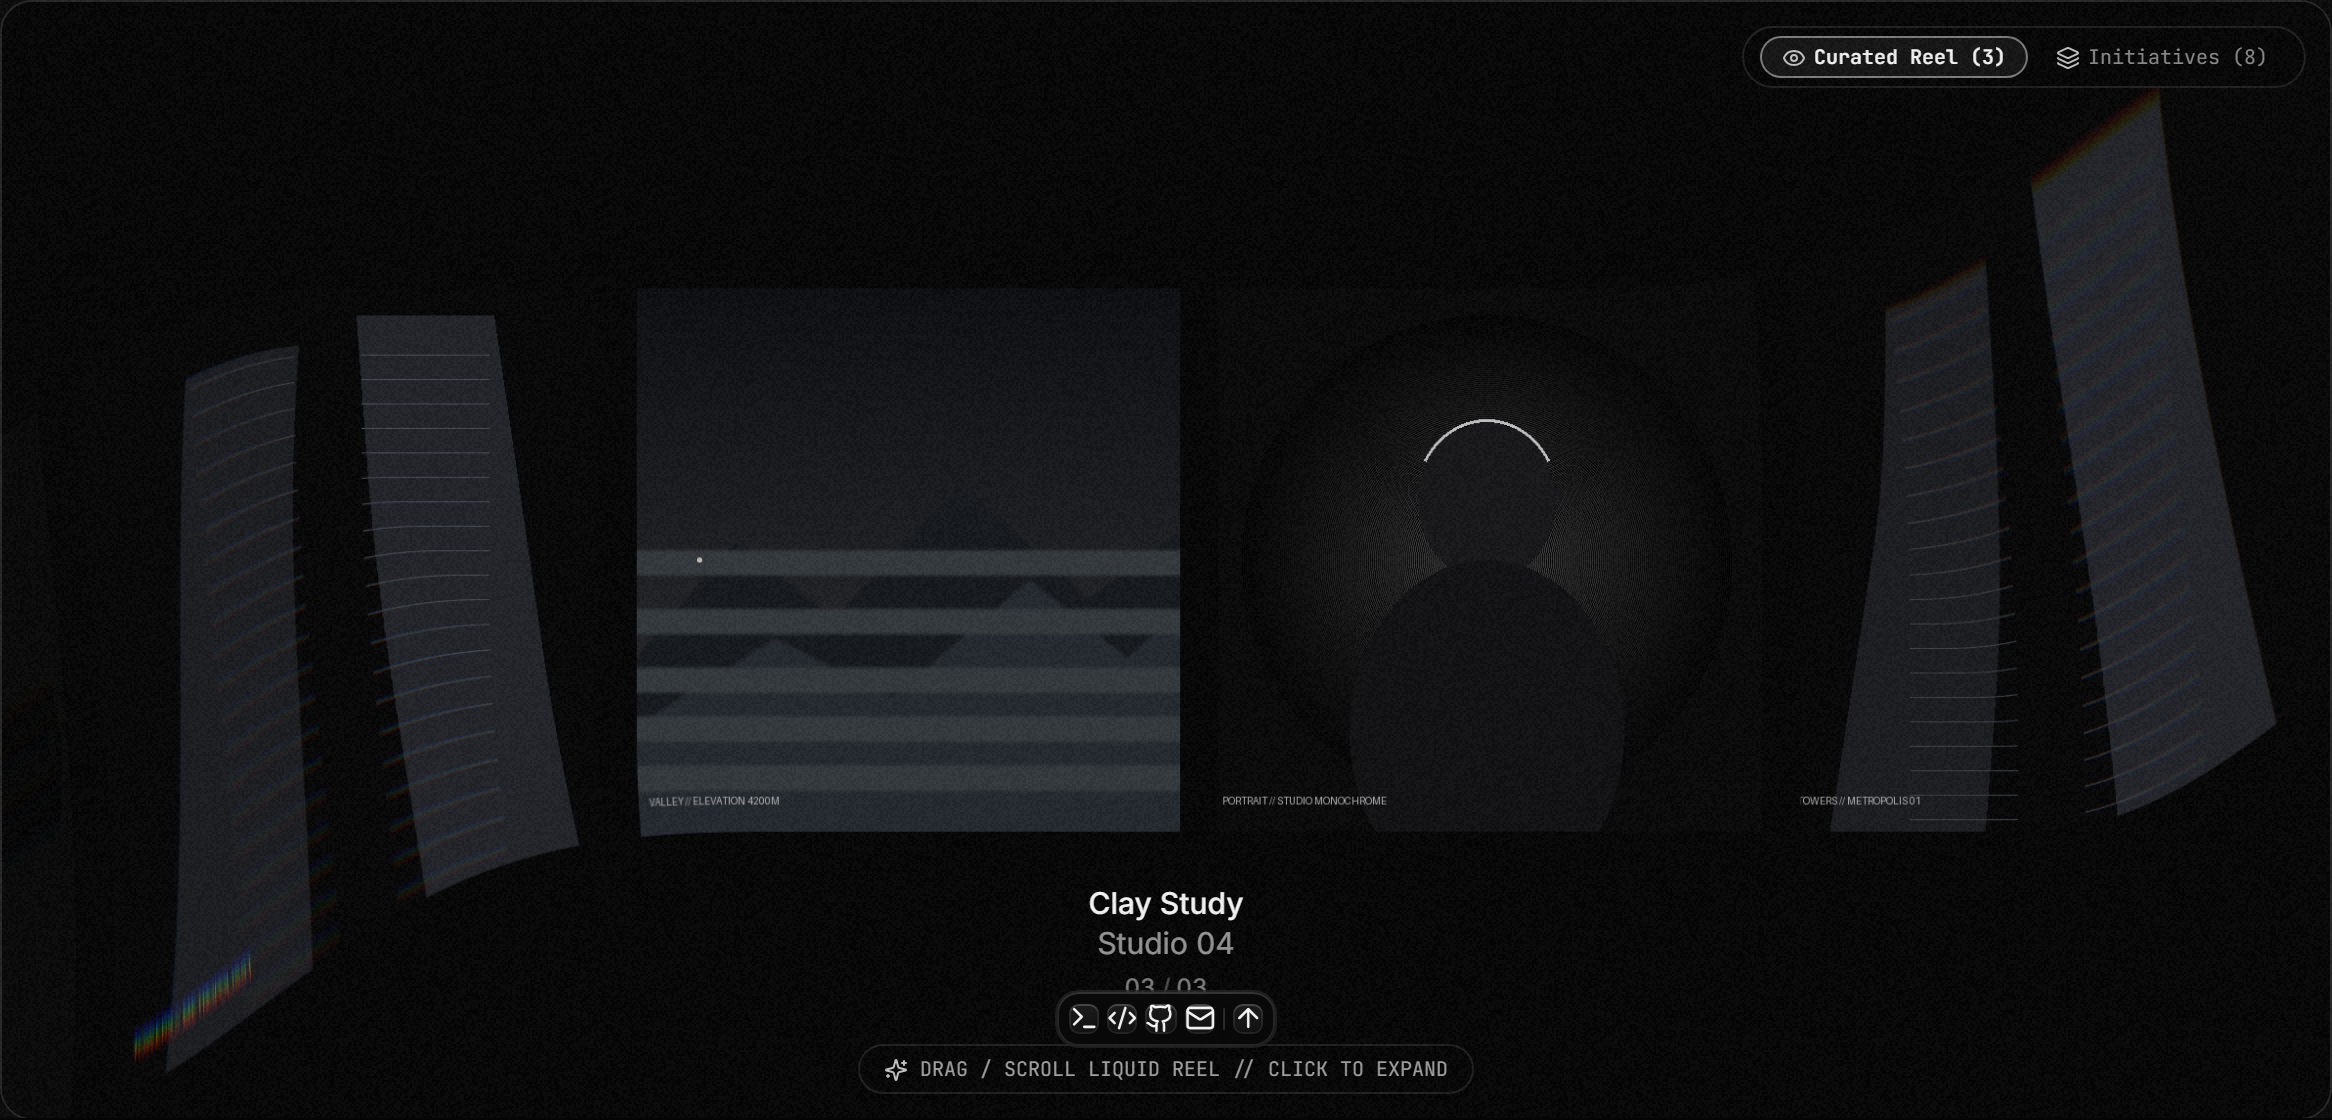 Curated Reel (3)
Initiatives (8)
VALLEY // ELEVATION 4200M
PORTRAIT // STUDIO MONOCHROME
OWERS // METROPOLIS 01
Clay Study
Studio 04
03 / 03
DRAG / SCROLL LIQUID REEL // CLICK TO EXPAND